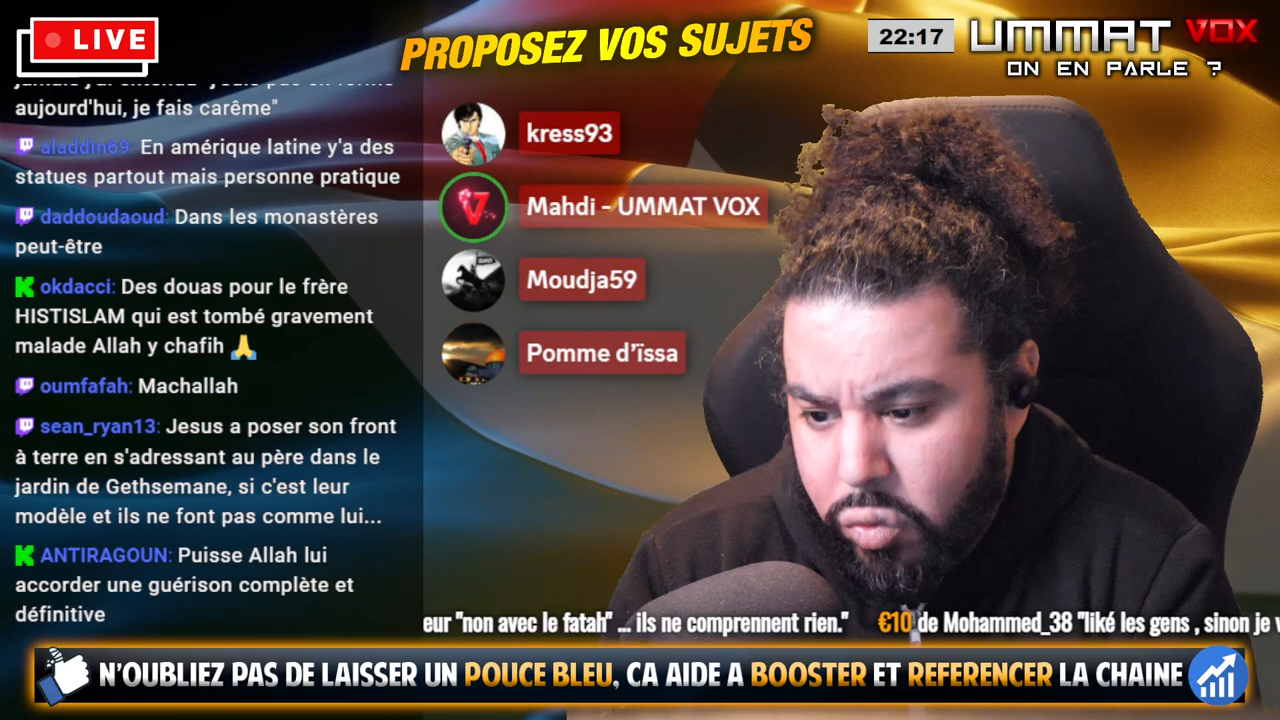 LIVE
PROPOSEZ VOS SUJETS
22:17
UMMAT VOX
ON EN PARLE ?
aujourd'hui, je fais carême"
aladdin69: En amérique latine y'a des
statues partout mais personne pratique
daddoudaoud: Dans les monastères
peut-être
okdacci: Des douas pour le frère
HISTISLAM qui est tombé gravement
malade Allah y chafih 🙏
oumfafah: Machallah
sean_ryan13: Jesus a poser son front
à terre en s'adressant au père dans le
jardin de Gethsemane, si c'est leur
modèle et ils ne font pas comme lui...
ANTIRAGOUN: Puisse Allah lui
accorder une guérison complète et
définitive
kress93
Mahdi - UMMAT VOX
Moudja59
Pomme d'ïssa
eur "non avec le fatah" ... ils ne comprennent rien." €10 de Mohammed_38 "liké les gens , sinon je
N'OUBLIEZ PAS DE LAISSER UN POUCE BLEU, CA AIDE A BOOSTER ET REFERENCER LA CHAINE